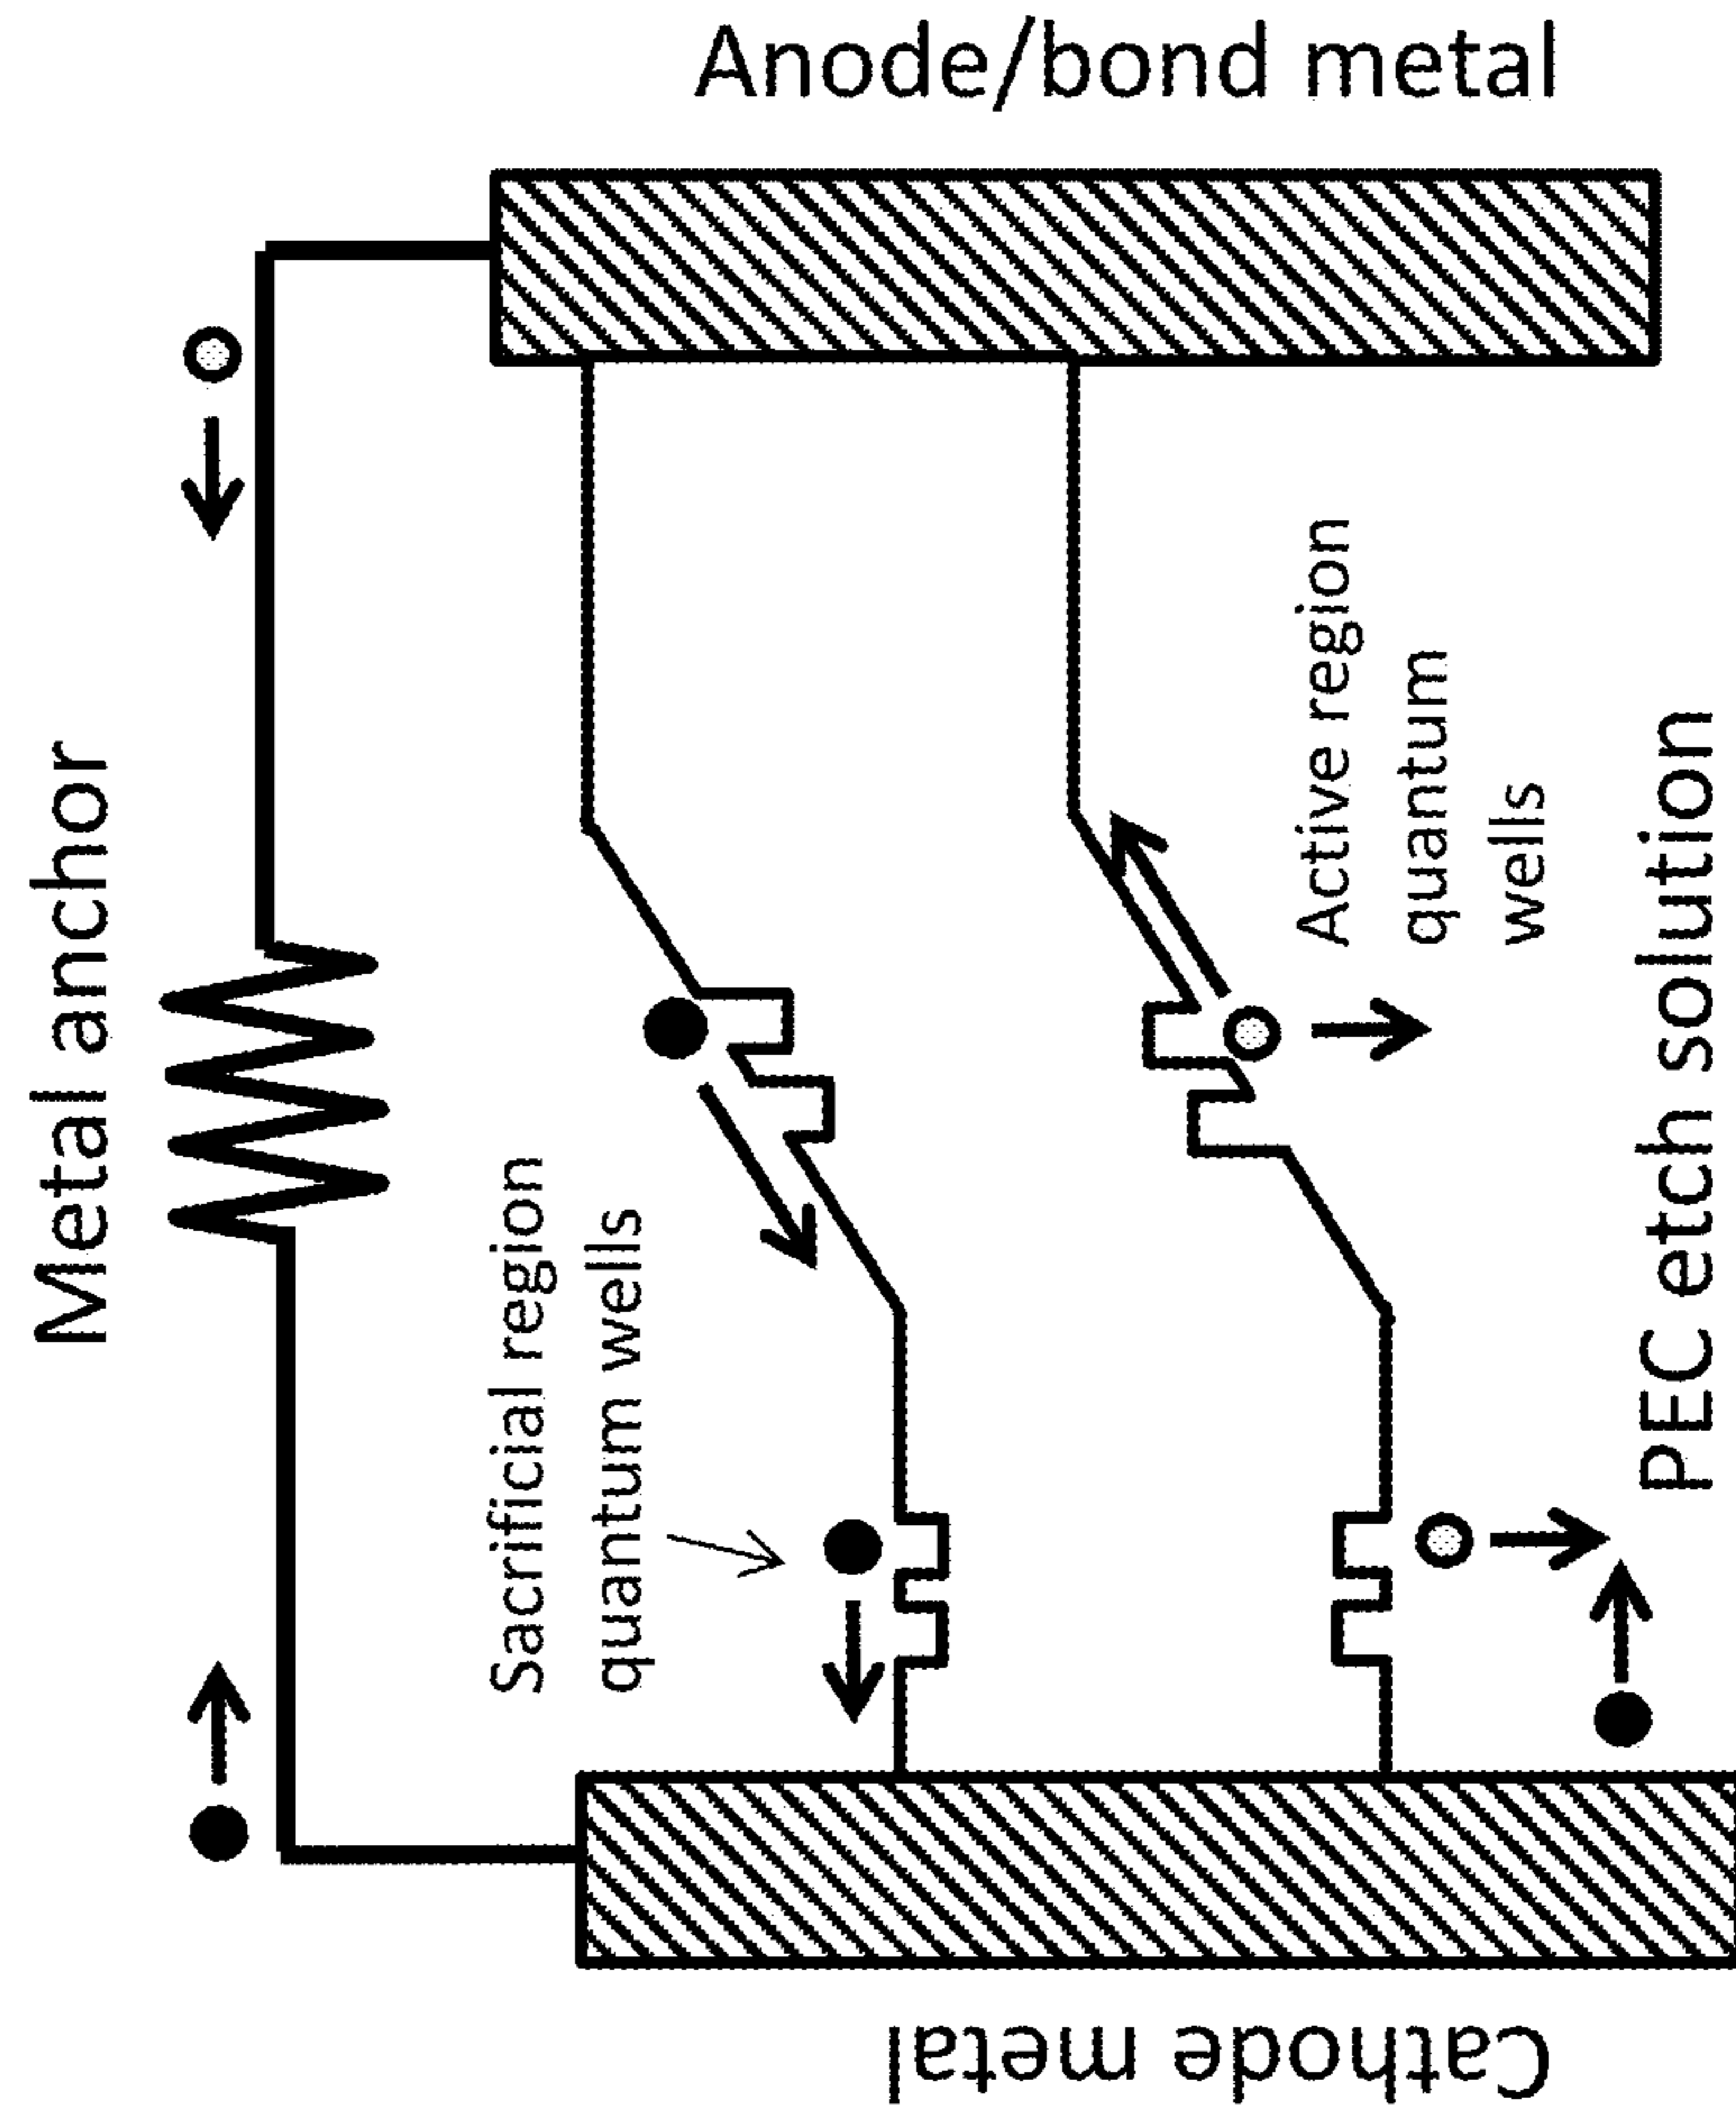 Anode/bond metal
Metal anchor
Sacrificial region
quantum wells
Active region
quantum
wells
PEC etch solution
Cathode metal